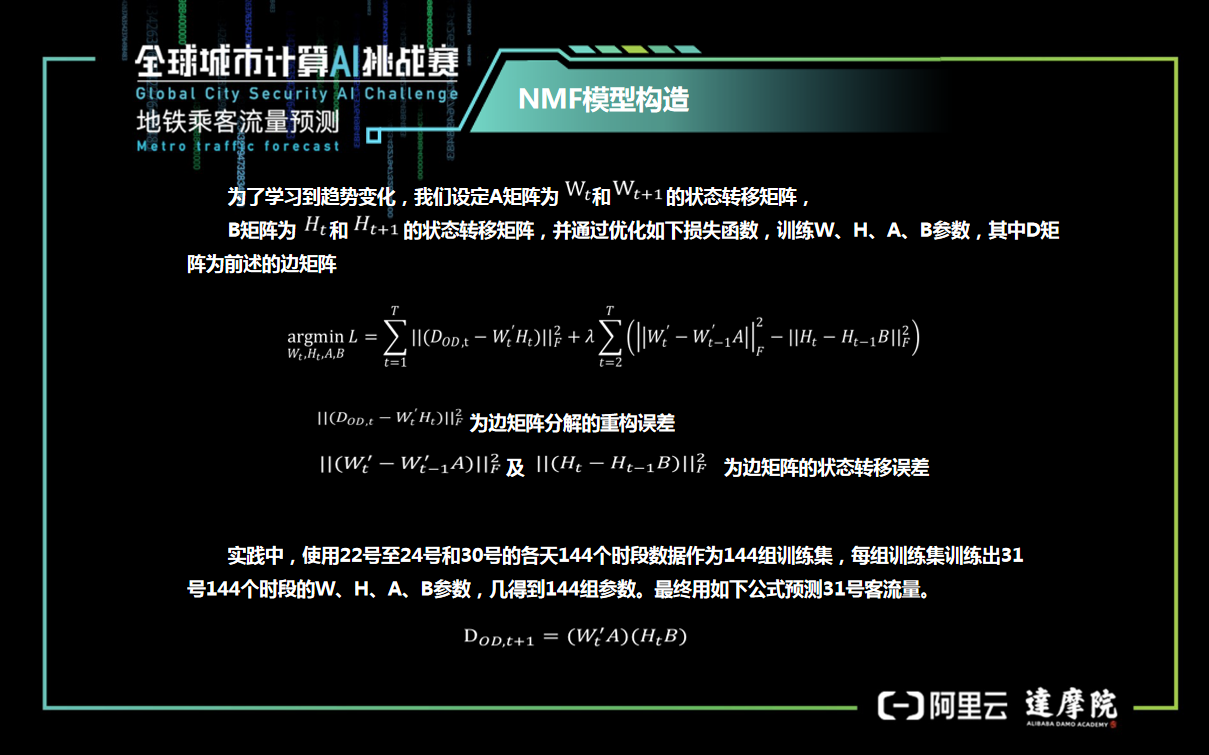 全球城市计算AI挑战赛
Global City Security AI Challenge
地铁乘客流量预测
Metro traffic forecast
NMF模型构造
为了学习到趋势变化，我们设定A矩阵为 W_t和W_{t+1} 的状态转移矩阵，
B矩阵为 H_t和 H_{t+1} 的状态转移矩阵，并通过优化如下损失函数，训练W、H、A、B参数，其中D矩
阵为前述的边矩阵
argmin_{W_t,H_t,A,B} L = \sum_{t=1}^{T} ||(D_{OD,t} − W_t^' H_t)||_F^2 + λ \sum_{t=2}^{T} (||W_t^' − W_{t−1}^' A||_F^2 − ||H_t − H_{t−1}B||_F^2)
||(D_{OD,t} − W_t^' H_t)||_F^2 为边矩阵分解的重构误差
||(W_t′ − W_{t−1}′A)||_F^2 及 ||(H_t − H_{t−1}B)||_F^2 为边矩阵的状态转移误差
实践中，使用22号至24号和30号的各天144个时段数据作为144组训练集，每组训练集训练出31
号144个时段的W、H、A、B参数，几得到144组参数。最终用如下公式预测31号客流量。
D_{OD,t+1} = (W_t′A)(H_tB)
阿里云
達摩院
ALIBABA DAMO ACADEMY